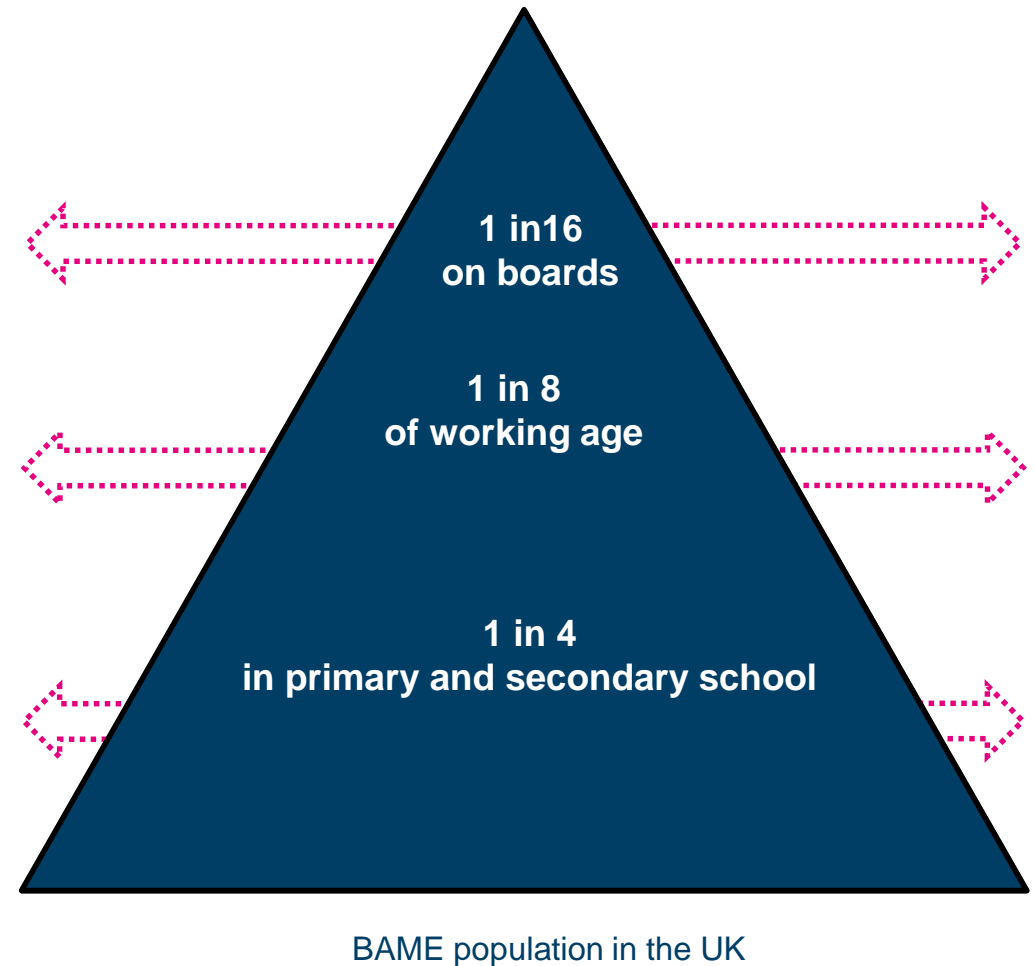 1 in16
on boards
1 in 8
of working age
1 in 4
in primary and secondary school
BAME population in the UK